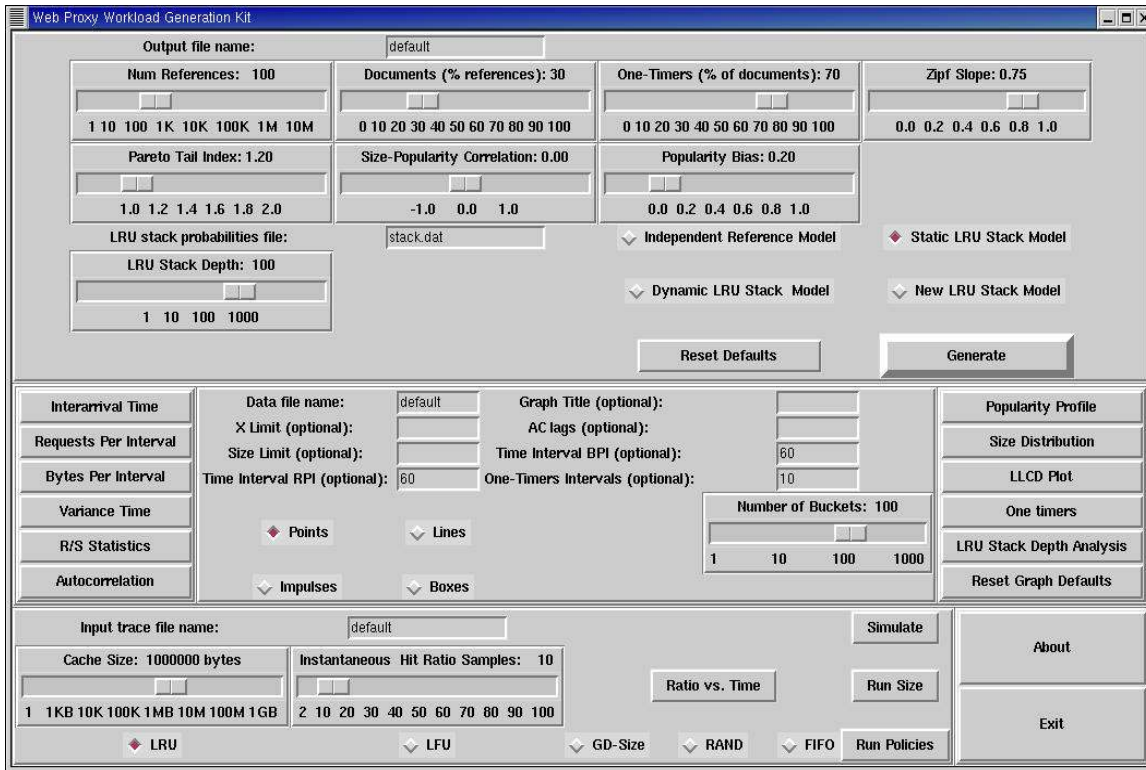 Web Proxy Workload Generation Kit
Output file name: default
Num References: 100
1 10 100 1K 10K 100K 1M 10M
Documents (% references): 30
0 10 20 30 40 50 60 70 80 90 100
One-Timers (% of documents): 70
0 10 20 30 40 50 60 70 80 90 100
Zipf Slope: 0.75
0.0 0.2 0.4 0.6 0.8 1.0
Pareto Tail Index: 1.20
1.0 1.2 1.4 1.6 1.8 2.0
Size-Popularity Correlation: 0.00
-1.0 0.0 1.0
Popularity Bias: 0.20
0.0 0.2 0.4 0.6 0.8 1.0
LRU stack probabilities file: stack.dat
Independent Reference Model
Static LRU Stack Model
LRU Stack Depth: 100
1 10 100 1000
Dynamic LRU Stack Model
New LRU Stack Model
Reset Defaults
Generate
Interarrival Time
Requests Per Interval
Bytes Per Interval
Variance Time
R/S Statistics
Autocorrelation
Data file name: default
Graph Title (optional):
X Limit (optional):
AC lags (optional):
Size Limit (optional):
Time Interval BPI (optional): 60
Time Interval RPI (optional): 60
One-Timers Intervals (optional): 10
Points
Lines
Impulses
Boxes
Number of Buckets: 100
1 10 100 1000
Popularity Profile
Size Distribution
LLCD Plot
One timers
LRU Stack Depth Analysis
Reset Graph Defaults
Input trace file name: default
Simulate
Cache Size: 1000000 bytes
1 1KB 10K 100K 1MB 10M 100M 1GB
Instantaneous Hit Ratio Samples: 10
2 10 20 30 40 50 60 70 80 90 100
Ratio vs. Time
Run Size
LRU
LFU
GD-Size
RAND
FIFO
Run Policies
About
Exit